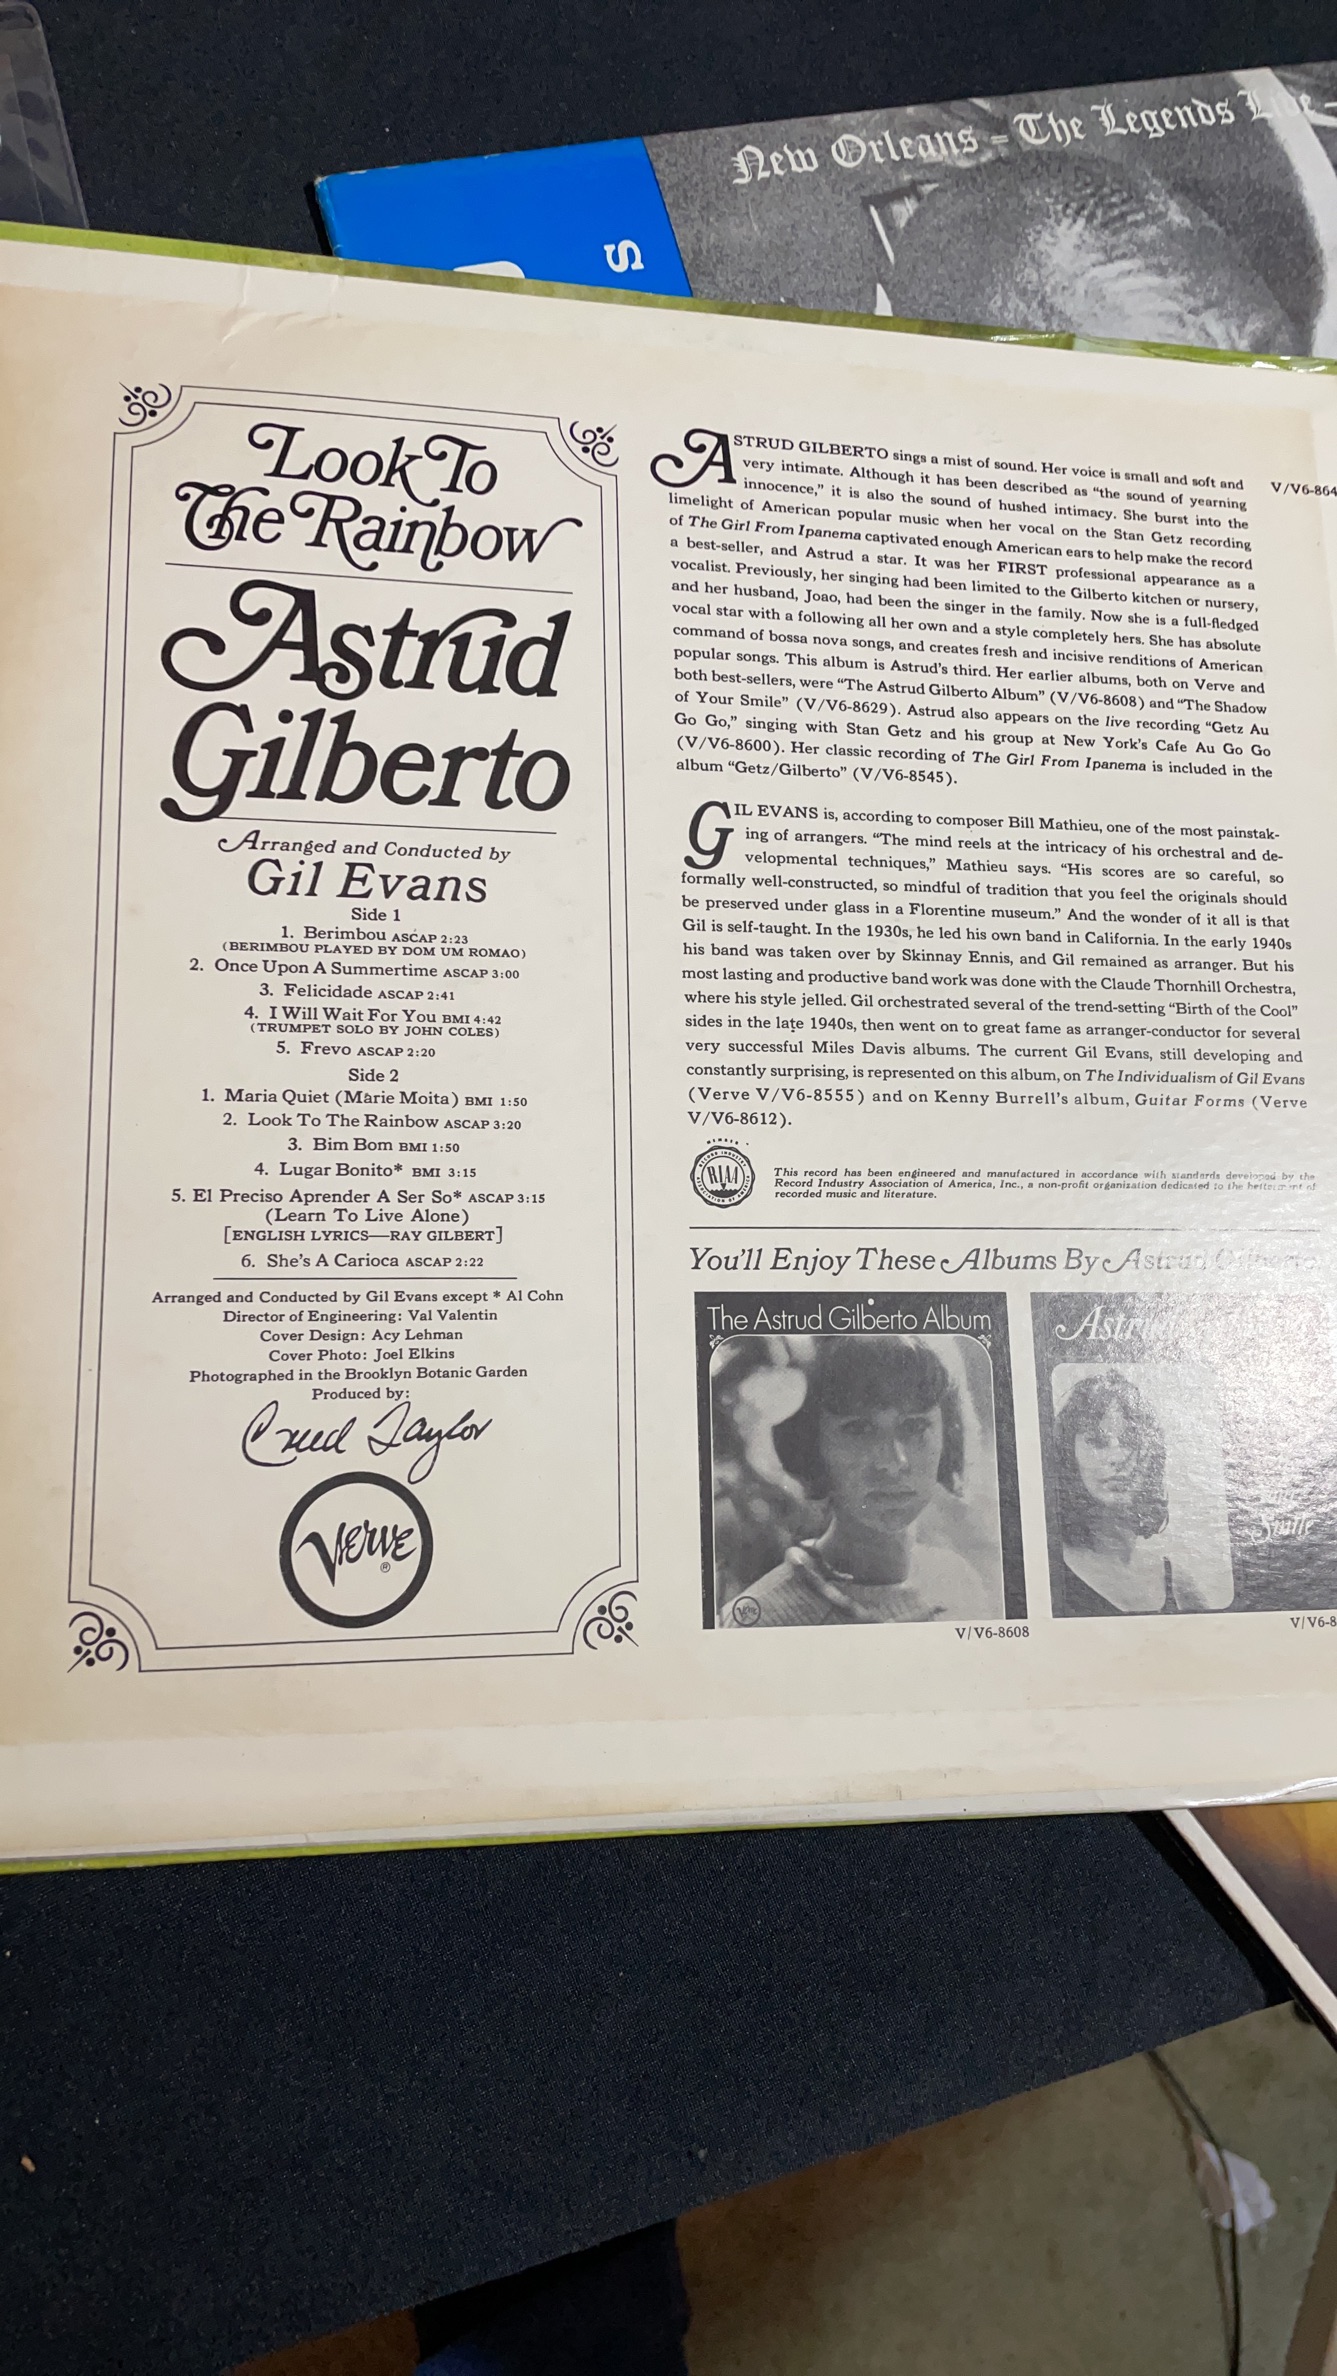 New Orleans = The Legends Live -
S
Look To
The Rainbow
Astrud
Gilberto
Arranged and Conducted by
Gil Evans
Side 1
1. Berimbou ASCAP 2:23
(BERIMBOU PLAYED BY DOM UM ROMAO)
2. Once Upon A Summertime ASCAP 3:00
3. Felicidade ASCAP 2:41
4. I Will Wait For You BMI 4:42
(TRUMPET SOLO BY JOHN COLES)
5. Frevo ASCAP 2:20
Side 2
1. Maria Quiet (Marie Moita) BMI 1:50
2. Look To The Rainbow ASCAP 3:20
3. Bim Bom BMI 1:50
4. Lugar Bonito* BMI 3:15
5. El Preciso Aprender A Ser So* ASCAP 3:15
(Learn To Live Alone)
[ENGLISH LYRICS—RAY GILBERT]
6. She's A Carioca ASCAP 2:22
Arranged and Conducted by Gil Evans except * Al Cohn
Director of Engineering: Val Valentin
Cover Design: Acy Lehman
Cover Photo: Joel Elkins
Photographed in the Brooklyn Botanic Garden
Produced by:
Creed Taylor
Verve
®
V/V6-864
ASTRUD GILBERTO sings a mist of sound. Her voice is small and soft and
very intimate. Although it has been described as “the sound of yearning
innocence,” it is also the sound of hushed intimacy. She burst into the
limelight of American popular music when her vocal on the Stan Getz recording
of The Girl From Ipanema captivated enough American ears to help make the record
a best-seller, and Astrud a star. It was her FIRST professional appearance as a
vocalist. Previously, her singing had been limited to the Gilberto kitchen or nursery,
and her husband, Joao, had been the singer in the family. Now she is a full-fledged
vocal star with a following all her own and a style completely hers. She has absolute
command of bossa nova songs, and creates fresh and incisive renditions of American
popular songs. This album is Astrud's third. Her earlier albums, both on Verve and
both best-sellers, were “The Astrud Gilberto Album” (V/V6-8608) and “The Shadow
of Your Smile” (V/V6-8629). Astrud also appears on the live recording “Getz Au
Go Go,” singing with Stan Getz and his group at New York's Cafe Au Go Go
(V/V6-8600). Her classic recording of The Girl From Ipanema is included in the
album “Getz/Gilberto” (V/V6-8545).
GIL EVANS is, according to composer Bill Mathieu, one of the most painstak-
ing of arrangers. “The mind reels at the intricacy of his orchestral and de-
velopmental techniques,” Mathieu says. “His scores are so careful, so
formally well-constructed, so mindful of tradition that you feel the originals should
be preserved under glass in a Florentine museum.” And the wonder of it all is that
Gil is self-taught. In the 1930s, he led his own band in California. In the early 1940s
his band was taken over by Skinnay Ennis, and Gil remained as arranger. But his
most lasting and productive band work was done with the Claude Thornhill Orchestra,
where his style jelled. Gil orchestrated several of the trend-setting “Birth of the Cool”
sides in the late 1940s, then went on to great fame as arranger-conductor for several
very successful Miles Davis albums. The current Gil Evans, still developing and
constantly surprising, is represented on this album, on The Individualism of Gil Evans
(Verve V/V6-8555) and on Kenny Burrell's album, Guitar Forms (Verve
V/V6-8612).
MEMBER
RECORD INDUSTRY ASSOCIATION OF AMERICA
RIAA
This record has been engineered and manufactured in accordance with standards developed by the
Record Industry Association of America, Inc., a non-profit organization dedicated to the betterment of
recorded music and literature.
You'll Enjoy These Albums By Astrud Gilberto
The Astrud Gilberto Album
Verve
V/V6-8608
Astrud
Smile
V/V6-8